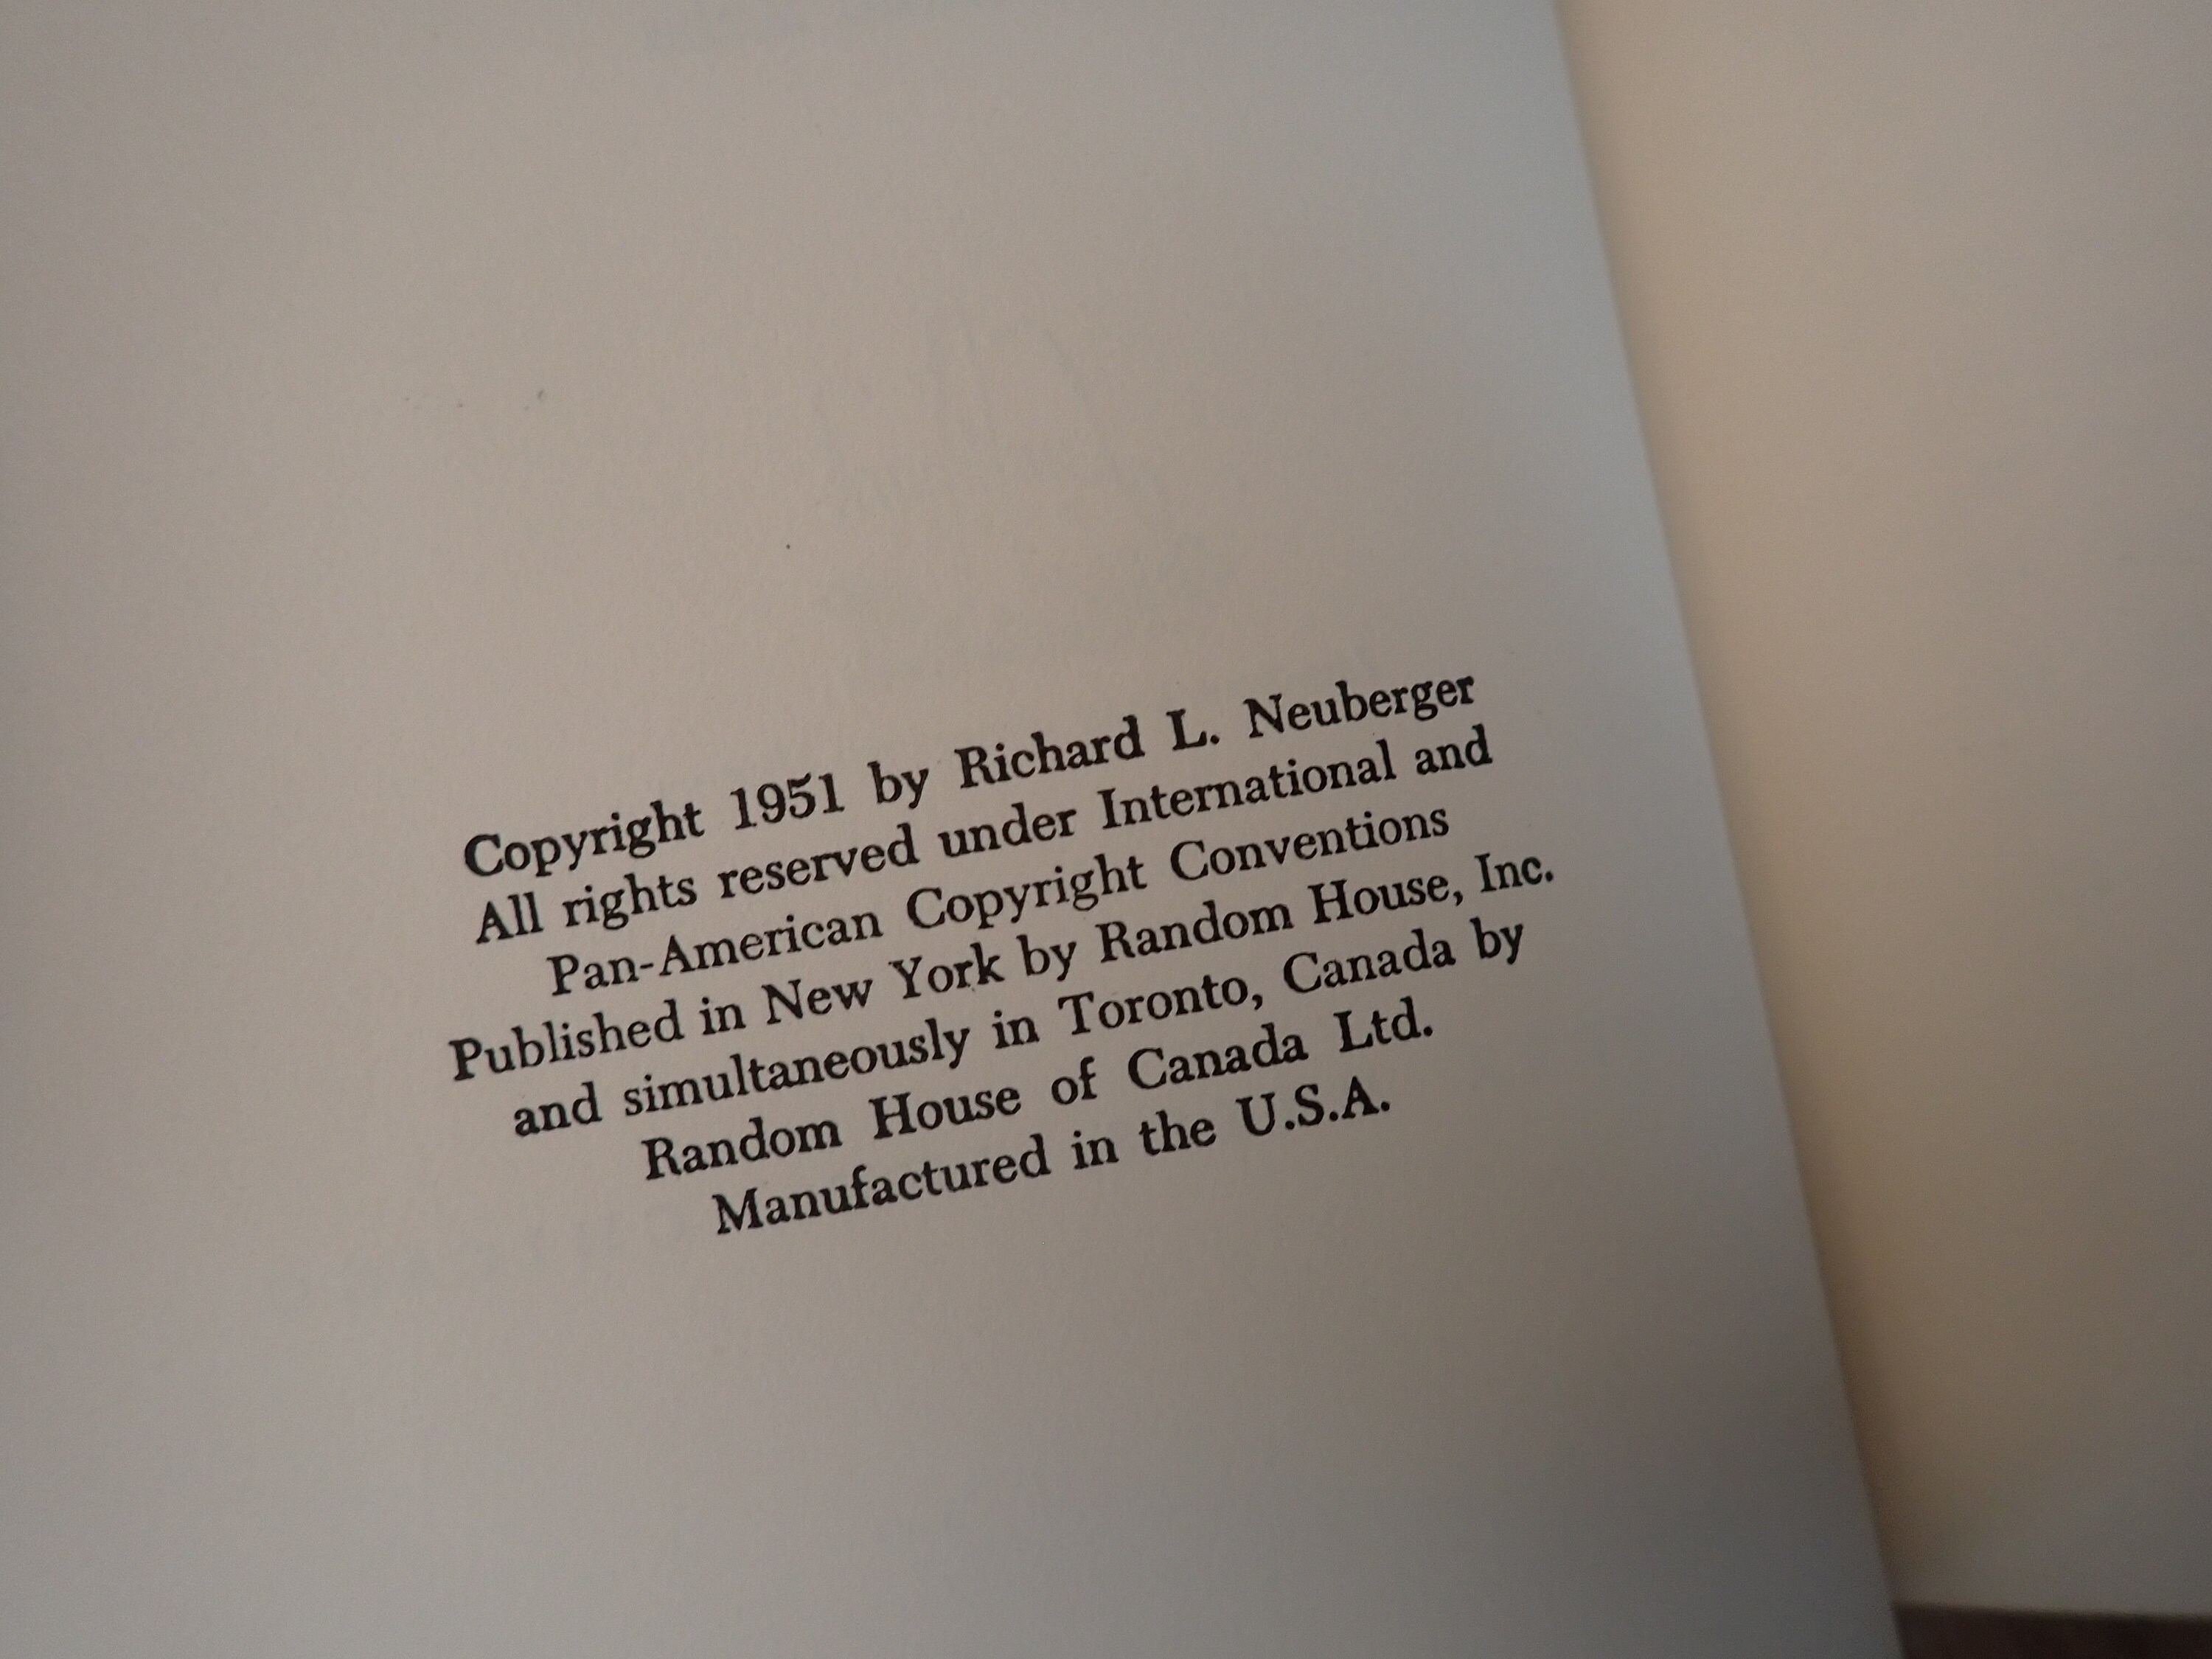 Copyright 1951 by Richard L. Neuberger
All rights reserved under International and
Pan-American Copyright Conventions
Published in New York by Random House, Inc.
and simultaneously in Toronto, Canada by
Random House of Canada Ltd.
Manufactured in the U.S.A.